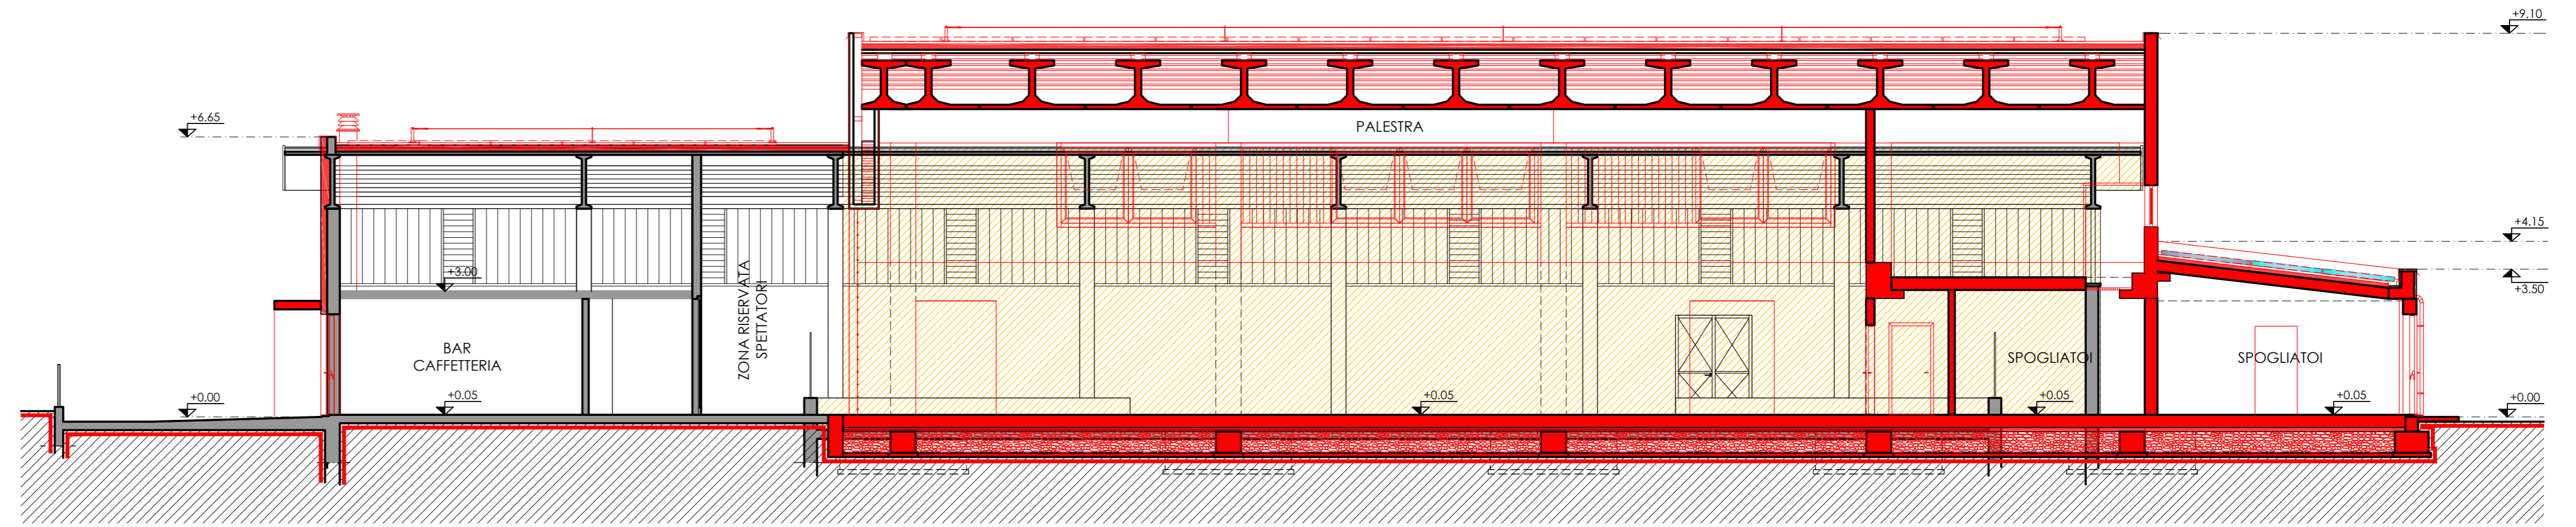 +9.10
+6.65
PALESTRA
+4.15
+3.00
ZONA RISERVATA
SPETTATORI
+3.50
BAR
CAFFETTERIA
SPOGLIATOI
SPOGLIATOI
+0.00
+0.05
+0.05
+0.05
+0.05
+0.00